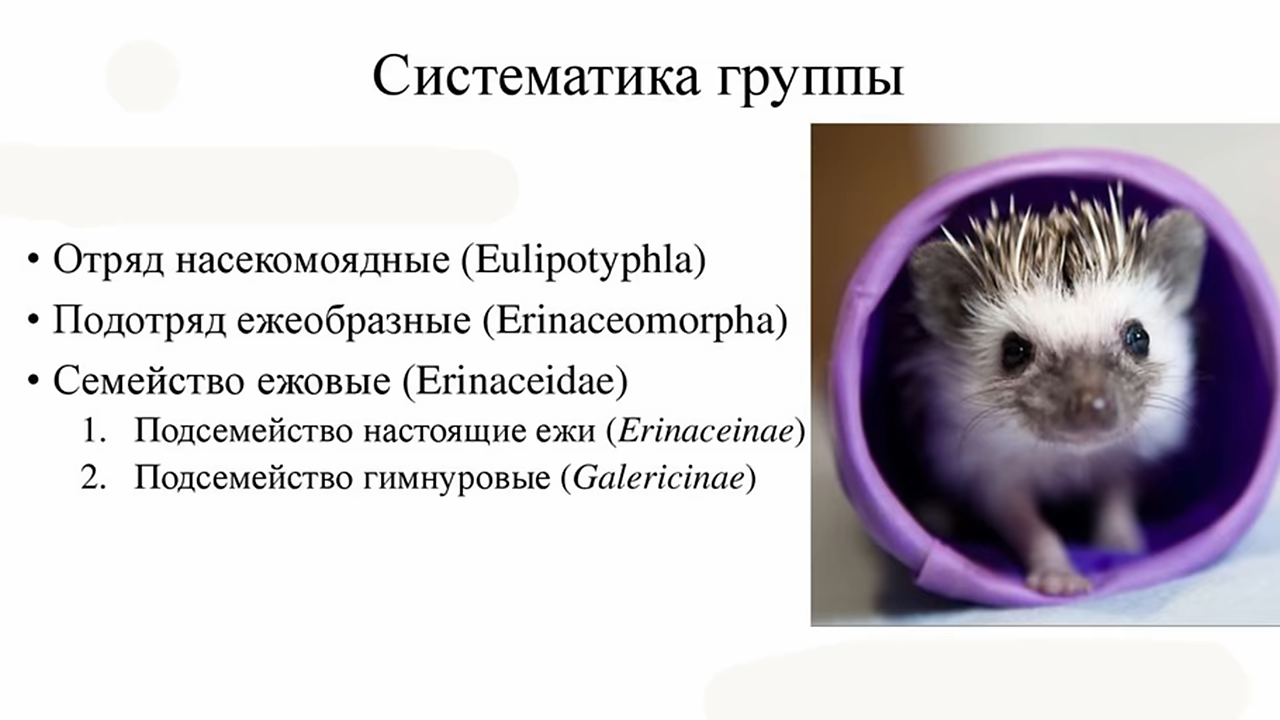 Систематика группы
• Отряд насекомоядные (Eulipotyphla)
• Подотряд ежеобразные (Erinaceomorpha)
• Семейство ежовые (Erinaceidae)
1. Подсемейство настоящие ежи (Erinaceinae)
2. Подсемейство гимнуровые (Galericinae)